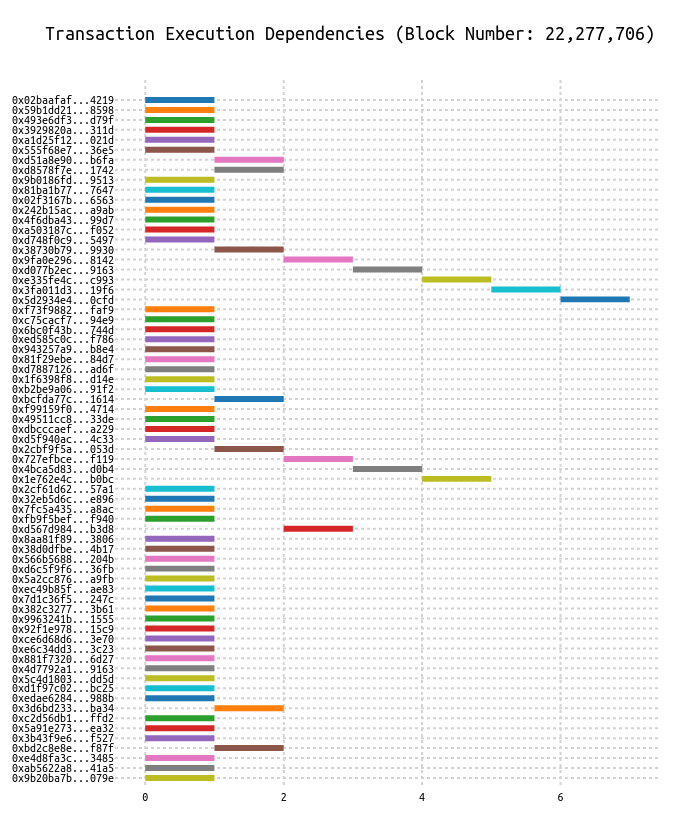 Transaction Execution Dependencies (Block Number: 22,277,706)
0x02baafaf...4219
0x59b1dd21...8598
0x493e6df3...d79f
0x3929820a...311d
0xa1d25f12...021d
0x555f68e7...36e5
0xd51a8e90...b6fa
0xd8578f7e...1742
0x9b0186fd...9513
0x81ba1b77...7647
0x02f3167b...6563
0x242b15ac...a9ab
0x4f6dba43...99d7
0xa503187c...f052
0xd748f0c9...5497
0x38730b79...9930
0x9fa0e296...8142
0xd077b2ec...9163
0xe335fe4c...c993
0x3fa011d3...19f6
0x5d2934e4...0cfd
0xf73f9882...faf9
0xc75cacf7...94e9
0x6bc0f43b...744d
0xed585c0c...f786
0x943257a9...b8e4
0x81f29ebe...84d7
0xd7887126...ad6f
0x1f6398f8...d14e
0xb2be9a06...91f2
0xbcfda77c...1614
0xf99159f0...4714
0x49511cc8...33de
0xdbcccaef...a229
0xd5f940ac...4c33
0x2cbf9f5a...053d
0x727efbce...f119
0x4bca5d83...d0b4
0x1e762e4c...b0bc
0x2cf61d62...57a1
0x32eb5d6c...e896
0x7fc5a435...a8ac
0xfb9f5bef...f940
0xd567d984...b3d8
0x8aa81f89...3806
0x38d0dfbe...4b17
0x566b5688...204b
0xd6c5f9f6...36fb
0x5a2cc876...a9fb
0xec49b85f...ae83
0x7d1c36f5...247c
0x382c3277...3b61
0x9963241b...1555
0x92f1e978...15c9
0xce6d68d6...3e70
0xe6c34dd3...3c23
0x881f7320...6d27
0x4d7792a1...9163
0x5c4d1803...dd5d
0xd1f97c02...bc25
0xedae6284...988b
0x3d6bd233...ba34
0xc2d56db1...ffd2
0x5a91e273...ea32
0x3b43f9e6...f527
0xbd2c8e8e...f87f
0xe4d8fa3c...3485
0xab5622a8...41a5
0x9b20ba7b...079e
0 2 4 6